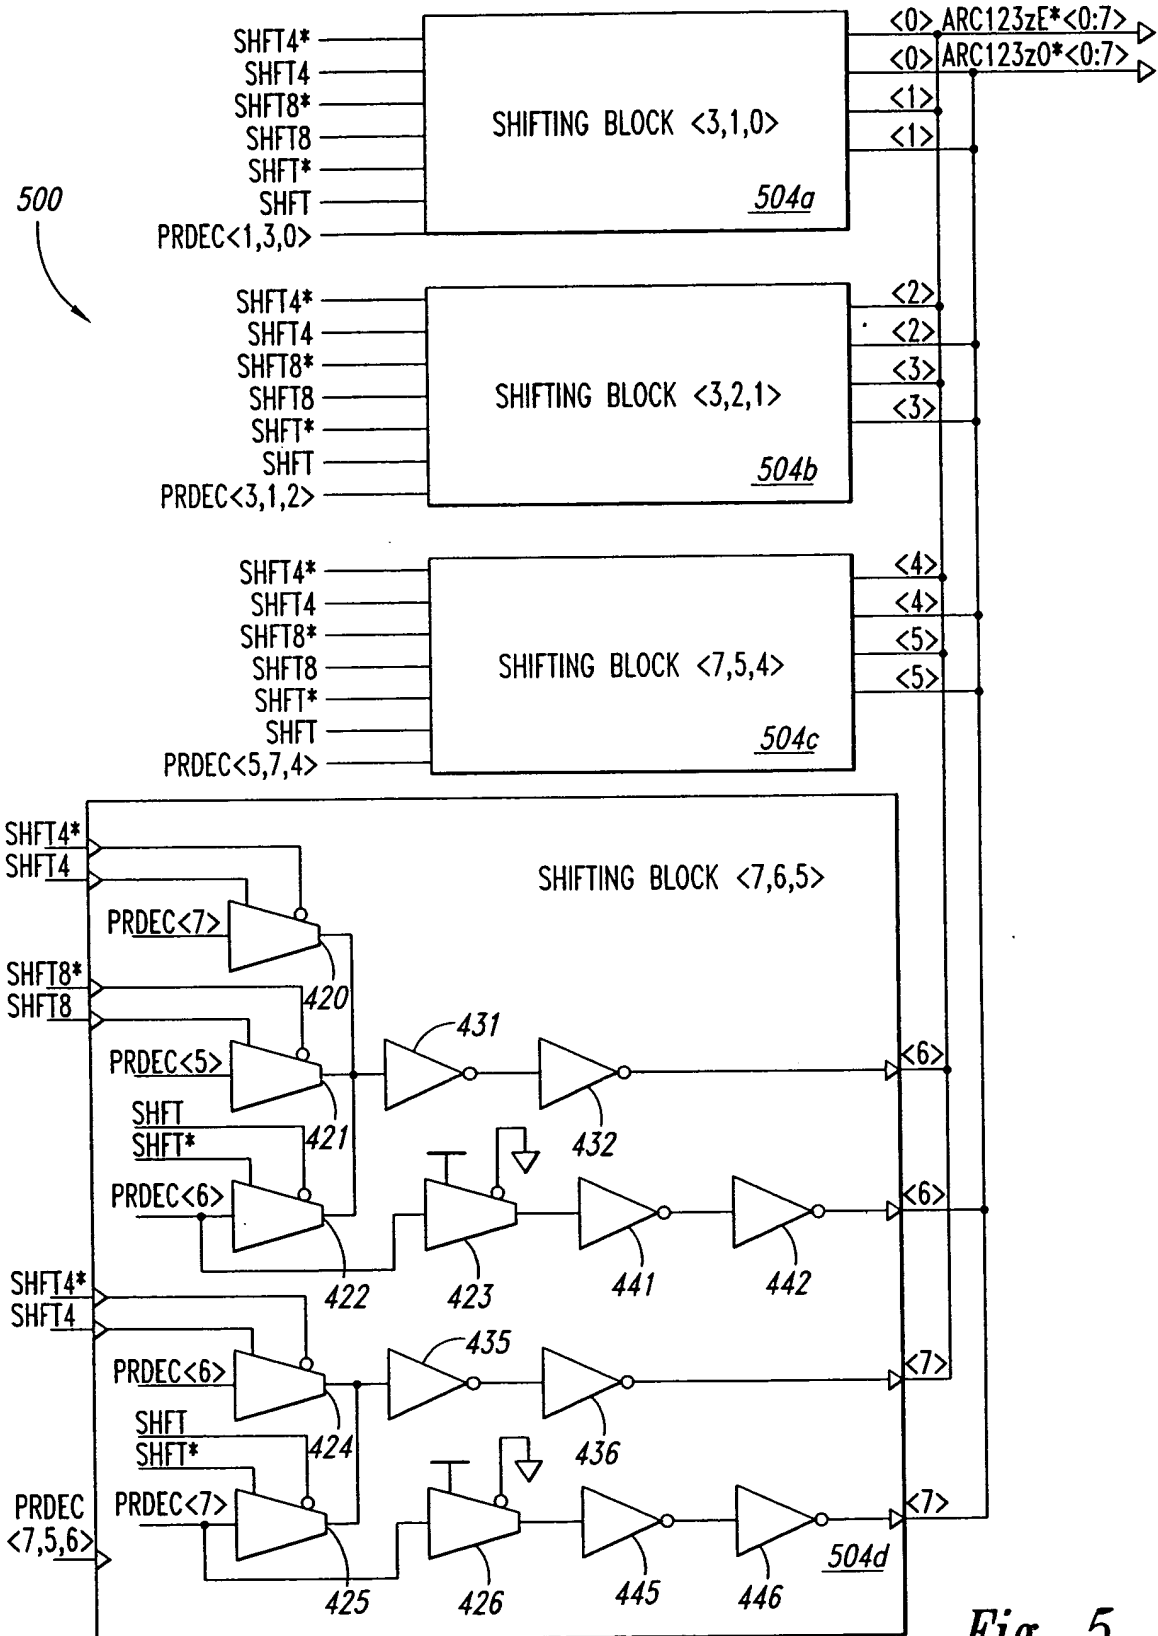 <0> ARC123zE*<0:7>
SHFT4*
<0> ARC123zO*<0:7>
SHFT4
<1>
SHFT8*
SHIFTING BLOCK <3,1,0>
SHFT8
<1>
SHFT*
500
SHFT
504a
PRDEC<1,3,0>
<2>
SHFT4*
SHFT4
<2>
SHFT8*
<3>
SHFT8
SHIFTING BLOCK <3,2,1>
<3>
SHFT*
SHFT
504b
PRDEC<3,1,2>
<4>
SHFT4*
SHFT4
<4>
SHFT8*
<5>
SHFT8
SHIFTING BLOCK <7,5,4>
<5>
SHFT*
SHFT
504c
PRDEC<5,7,4>
SHFT4*
SHFT4
SHIFTING BLOCK <7,6,5>
PRDEC<7>
SHFT8*
420
SHFT8
431
<6>
PRDEC<5>
SHFT
421
432
SHFT*
PRDEC<6>
<6>
SHFT4*
422
423
441
442
SHFT4
435
<7>
PRDEC<6>
SHFT
424
436
SHFT*
PRDEC<7>
<7>
PRDEC
<7,5,6>
504d
425
426
445
446
Fig. 5